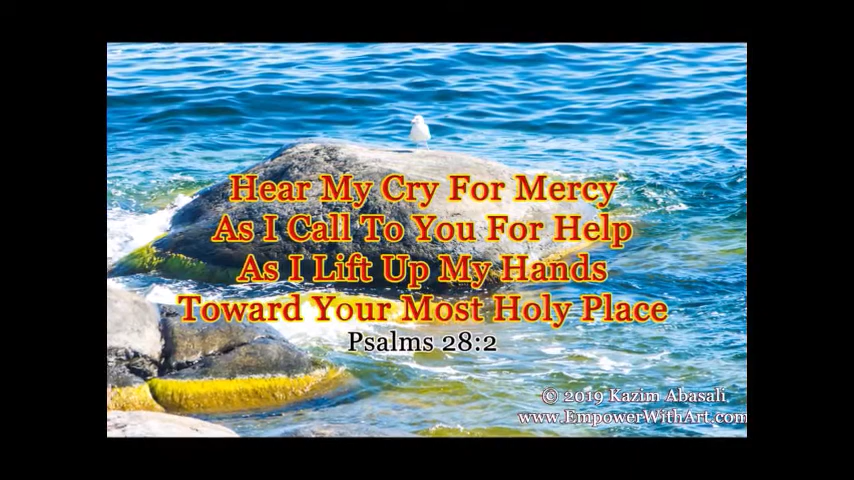 Hear My Cry For Mercy
As I Call To You For Help
As I Lift Up My Hands
Toward Your Most Holy Place
Psalms 28:2
© 2019 Kazim Abasali
www.EmpowerWithArt.com